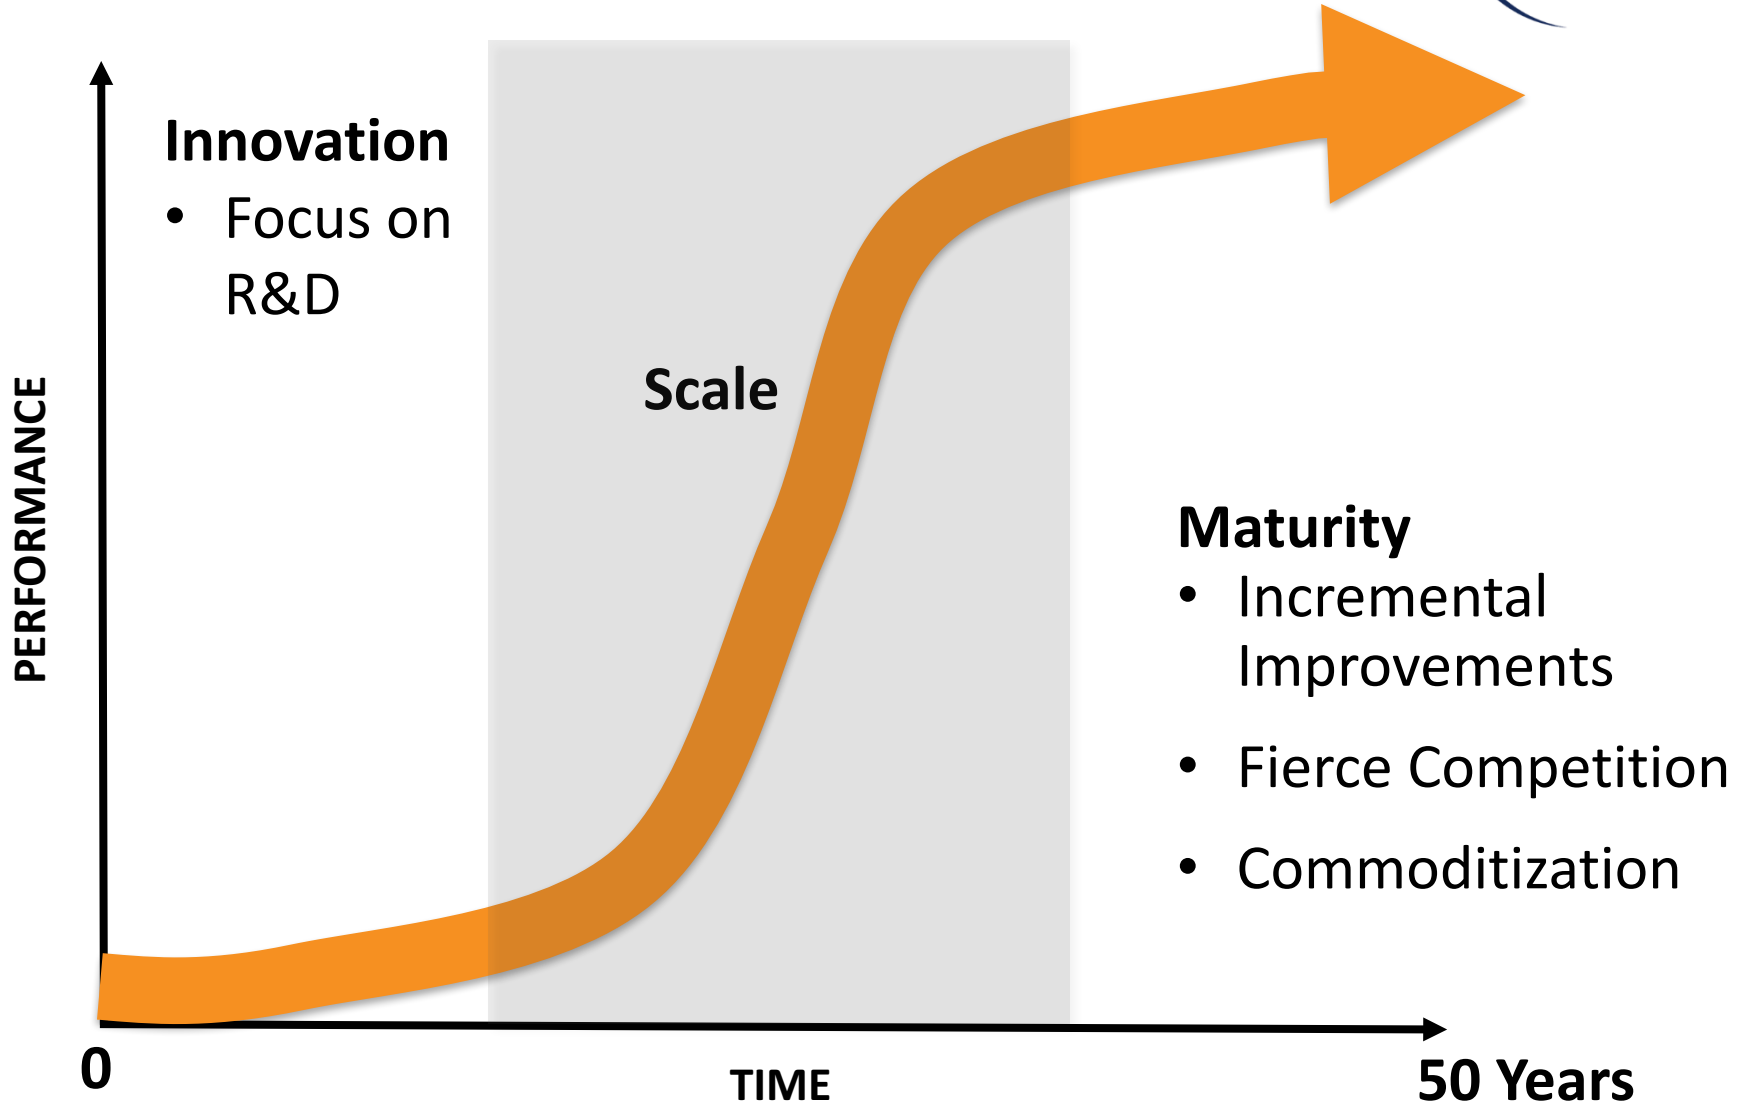 Innovation
• Focus on
R&D
Scale
PERFORMANCE
Maturity
• Incremental
Improvements
• Fierce Competition
• Commoditization
0
TIME
50 Years